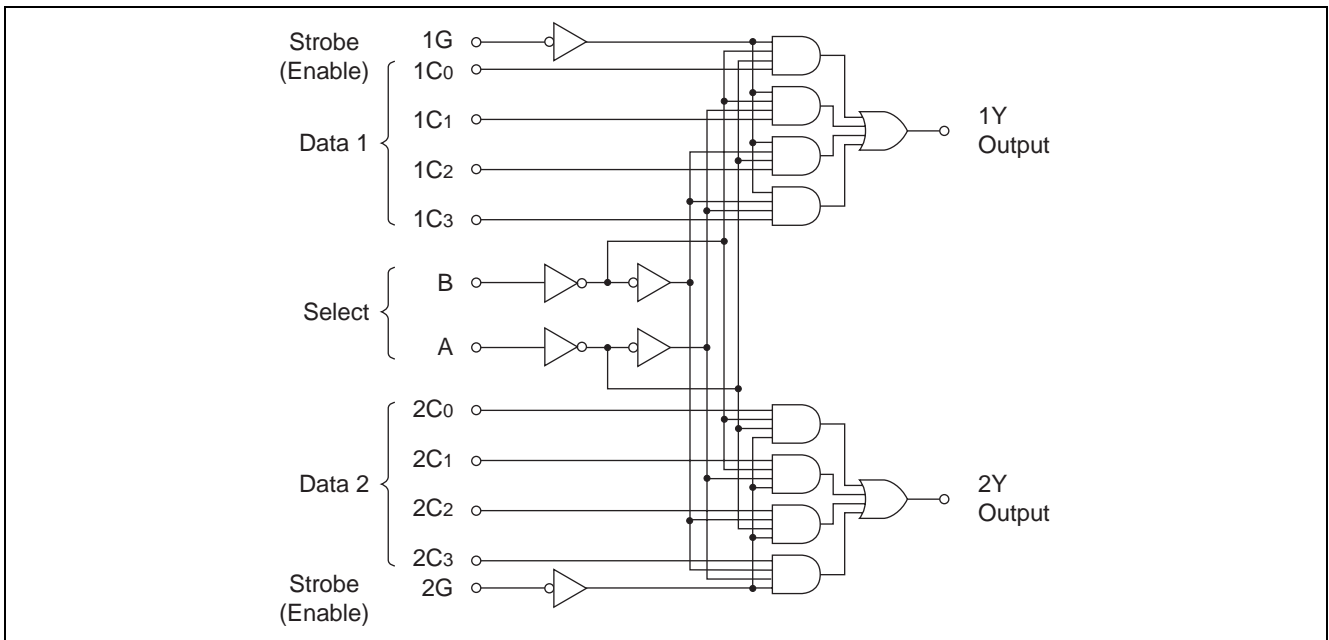 Strobe
(Enable)
1G
1C0
1C1
Data 1
1C2
1C3
1Y
Output
B
Select
A
2C0
2C1
Data 2
2C2
2C3
Strobe
(Enable)
2G
2Y
Output